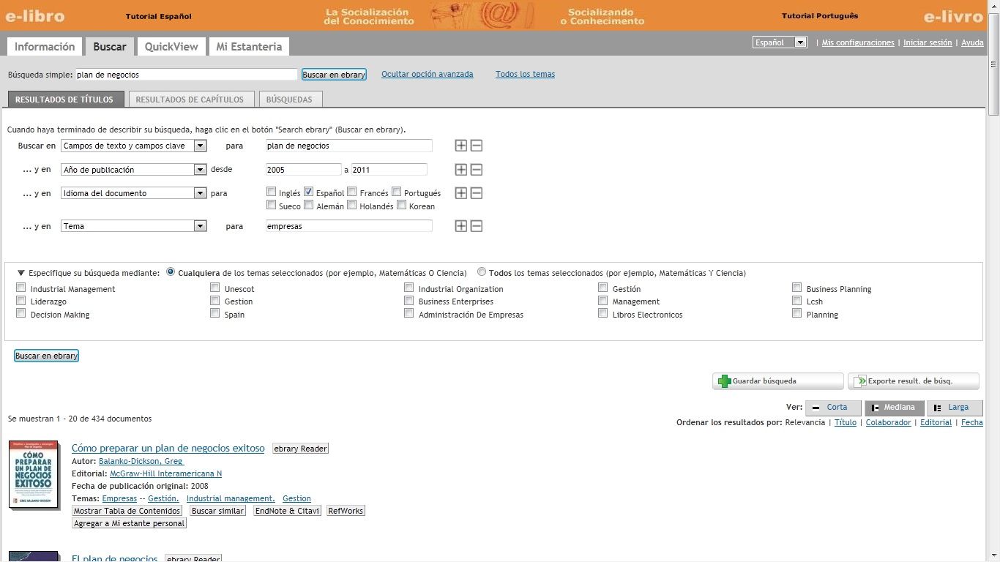 e-libro Tutorial Español La Socialización del Conocimiento Socializando o Conhecimento Tutorial Português e-livro
Información Buscar QuickView Mi Estanteria Español | Mis configuraciones | Iniciar sesión | Ayuda
Búsqueda simple: plan de negocios Buscar en ebrary Ocultar opción avanzada Todos los temas
RESULTADOS DE TÍTULOS RESULTADOS DE CAPÍTULOS BÚSQUEDAS
Cuando haya terminado de describir su búsqueda, haga clic en el botón "Search ebrary" (Buscar en ebrary).
Buscar en Campos de texto y campos clave para plan de negocios
... y en Año de publicación desde 2005 a 2011
... y en Idioma del documento para Inglés Español Francés Portugués
Sueco Alemán Holandés Korean
... y en Tema para empresas
Especifique su búsqueda mediante: Cualquiera de los temas seleccionados (por ejemplo, Matemáticas O Ciencia) Todos los temas seleccionados (por ejemplo, Matemáticas Y Ciencia)
Industrial Management Unescot Industrial Organization Gestión Business Planning
Liderazgo Gestion Business Enterprises Management Lcsh
Decision Making Spain Administración De Empresas Libros Electronicos Planning
Buscar en ebrary
Guardar búsqueda Exporte result. de búsq.
Ver: Corta Mediana Larga
Se muestran 1 - 20 de 434 documentos
Ordenar los resultados por: Relevancia | Título | Colaborador | Editorial | Fecha
CÓMO PREPARAR UN PLAN DE NEGOCIOS EXITOSO
GREG BALANKO-DICKSON
Cómo preparar un plan de negocios exitoso ebrary Reader
Autor: Balanko-Dickson, Greg
Editorial: McGraw-Hill Interamericana N
Fecha de publicación original: 2008
Temas: Empresas -- Gestión. Industrial management. Gestion
Mostrar Tabla de Contenidos Buscar similar EndNote & Citavi RefWorks
Agregar a Mi estante personal
El plan de negocios ebrary Reader